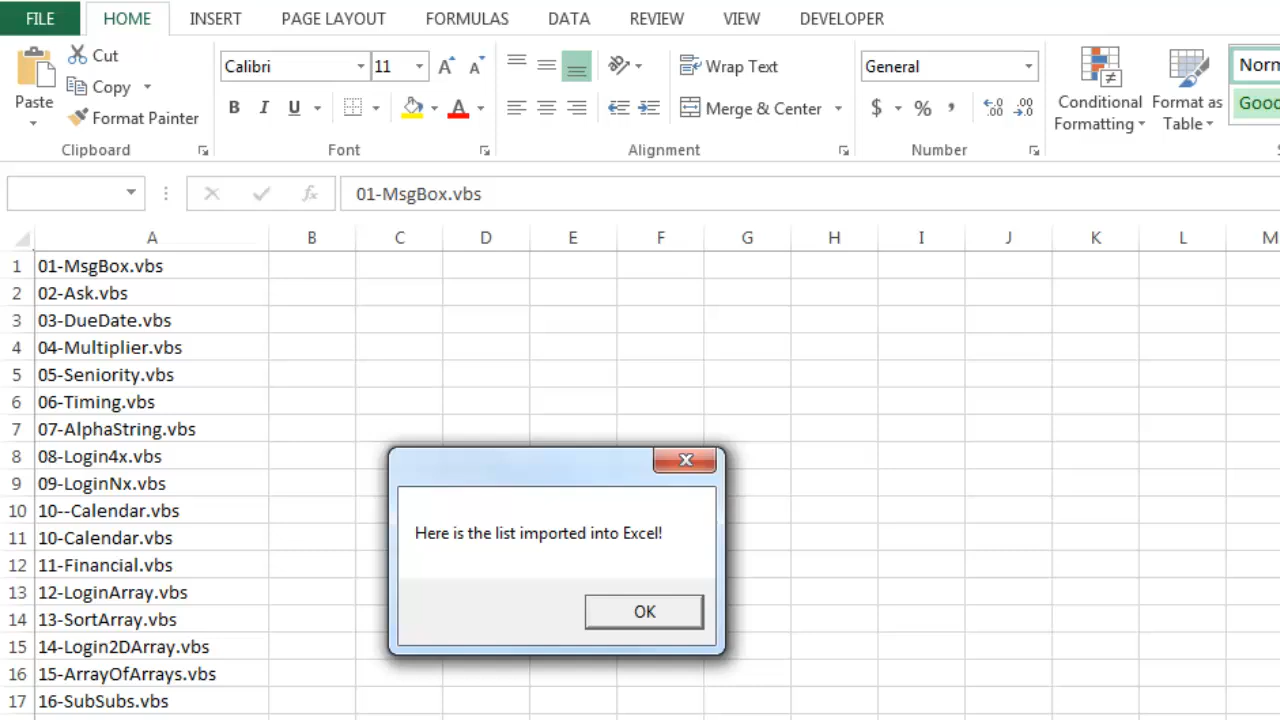 FILE HOME INSERT PAGE LAYOUT FORMULAS DATA REVIEW VIEW DEVELOPER
Cut
Copy
Format Painter
Paste
Clipboard
Calibri 11
B I U A
Font
Wrap Text
Merge & Center
Alignment
General
$ % ,
Number
Conditional
Formatting
Format as
Table
Norm
Good
S
fx 01-MsgBox.vbs
A B C D E F G H I J K L M
1 01-MsgBox.vbs
2 02-Ask.vbs
3 03-DueDate.vbs
4 04-Multiplier.vbs
5 05-Seniority.vbs
6 06-Timing.vbs
7 07-AlphaString.vbs
8 08-Login4x.vbs
9 09-LoginNx.vbs
10 10--Calendar.vbs
11 10-Calendar.vbs
12 11-Financial.vbs
13 12-LoginArray.vbs
14 13-SortArray.vbs
15 14-Login2DArray.vbs
16 15-ArrayOfArrays.vbs
17 16-SubSubs.vbs
Here is the list imported into Excel!
OK